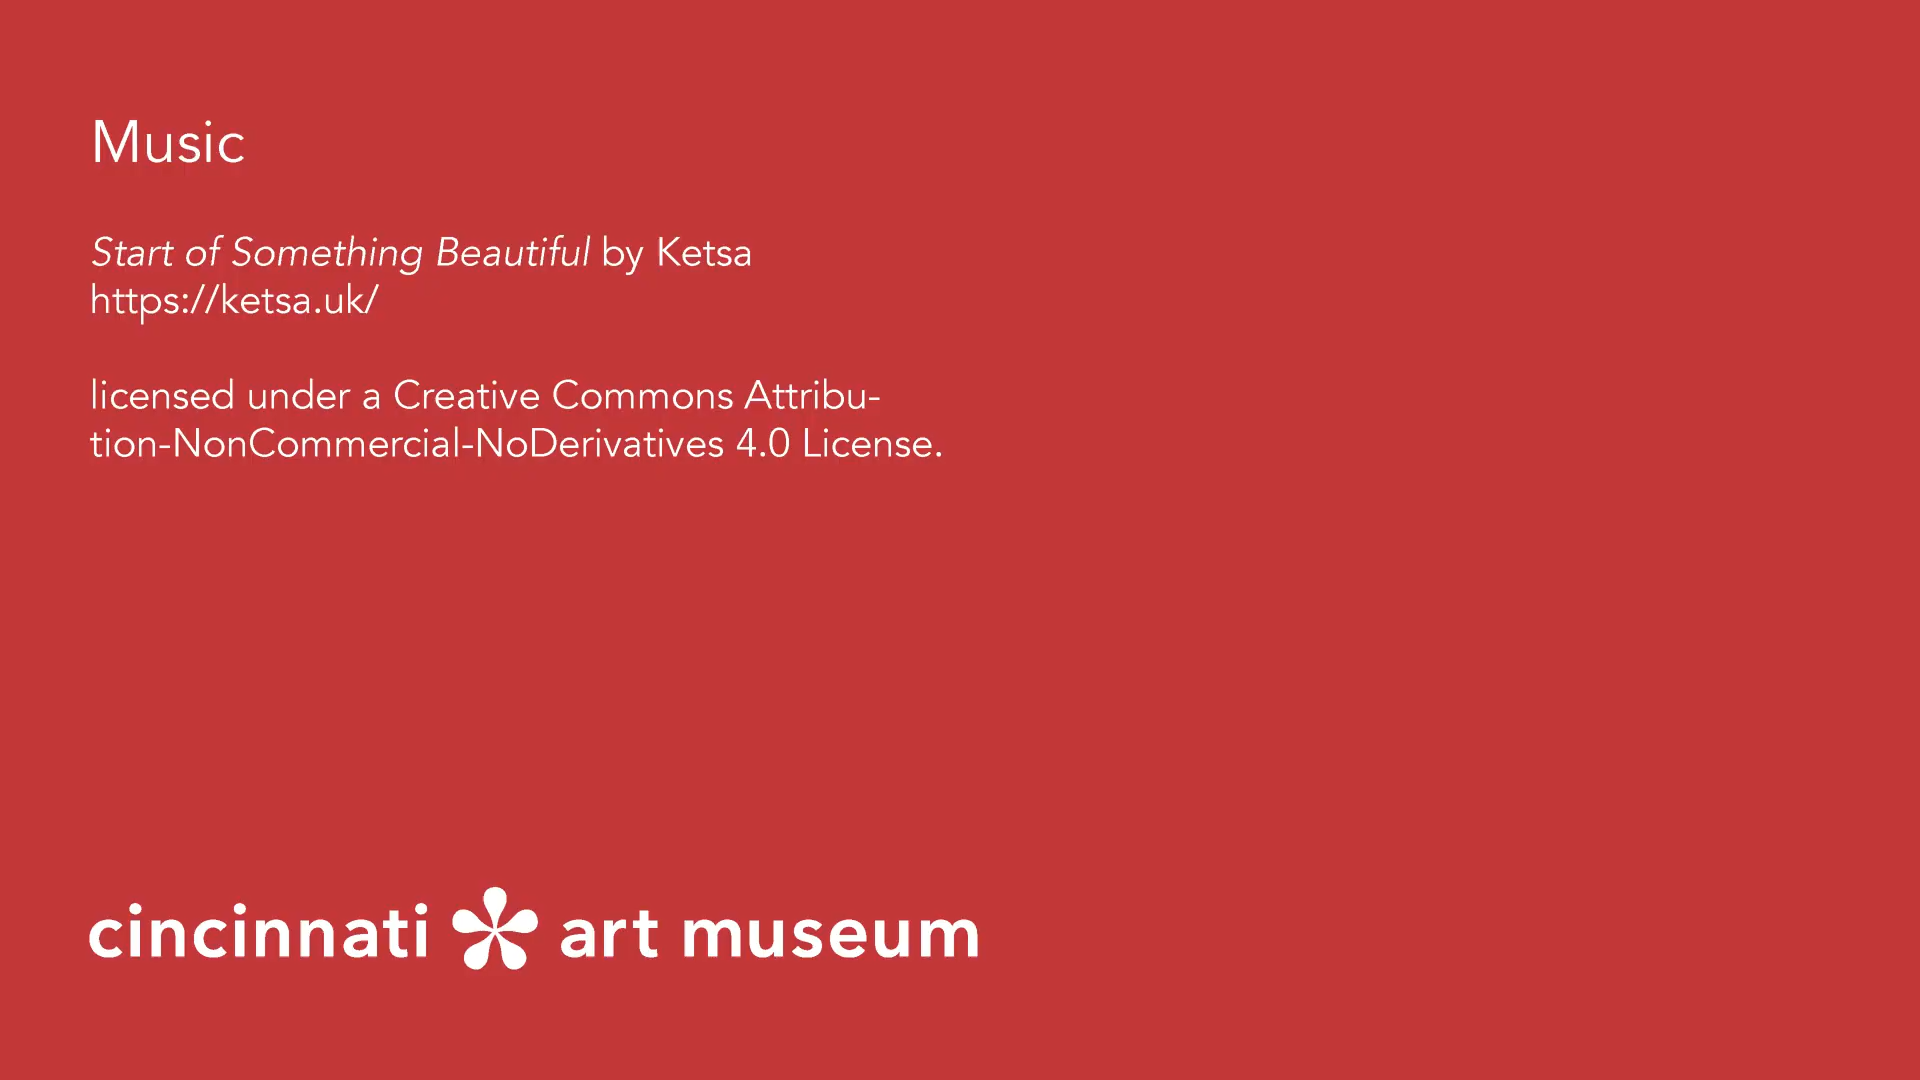 Music
Start of Something Beautiful by Ketsa
https://ketsa.uk/
licensed under a Creative Commons Attribu-
tion-NonCommercial-NoDerivatives 4.0 License.
cincinnati art museum